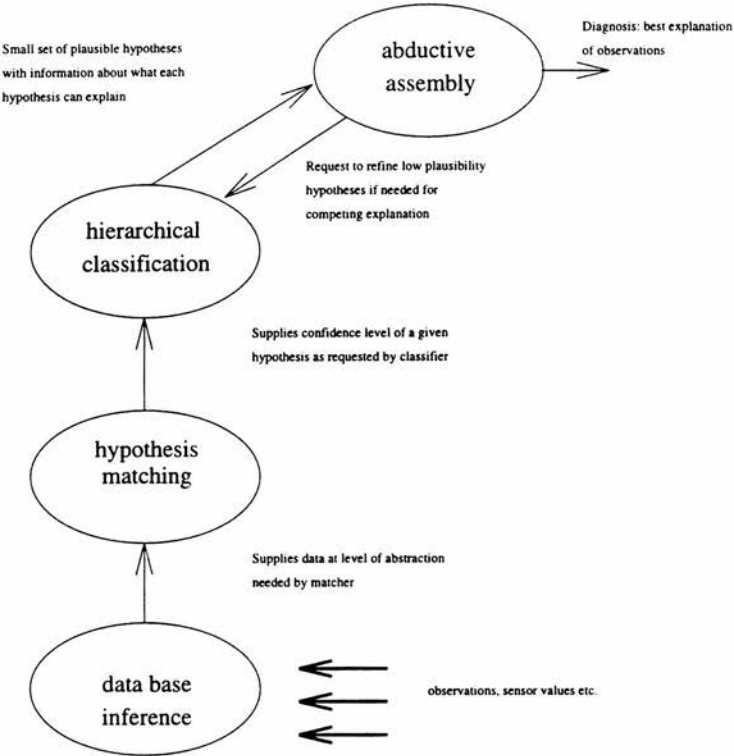 Small set of plausible hypotheses
with information about what each
hypothesis can explain
abductive
assembly
Diagnosis: best explanation
of observations
Request to refine low plausibility
hypotheses if needed for
competing explanation
hierarchical
classification
Supplies confidence level of a given
hypothesis as requested by classifier
hypothesis
matching
Supplies data at level of abstraction
needed by matcher
data base
inference
observations, sensor values etc.